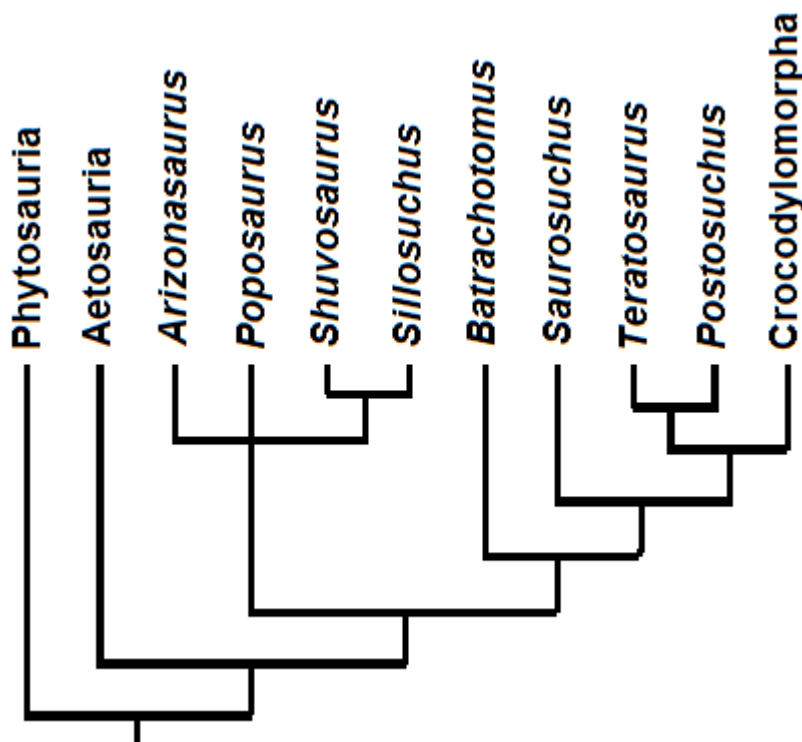 Phytosauria
Aetosauria
Arizonasaurus
Poposaurus
Shuvosaurus
Sillosuchus
Batrachotomus
Saurosuchus
Teratosaurus
Postosuchus
Crocodylomorpha